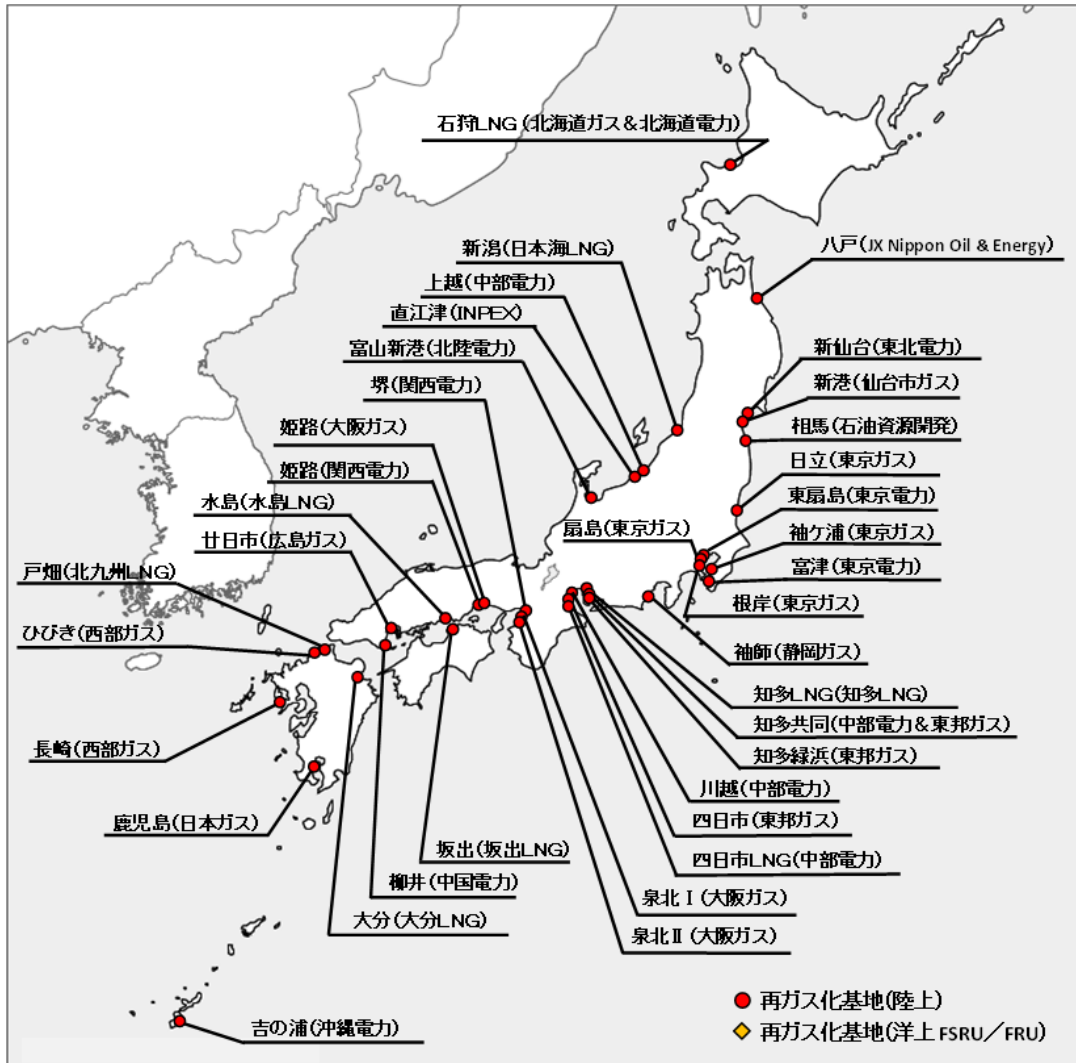 石狩LNG (北海道ガス＆北海道電力)
八戸(JX Nippon Oil & Energy)
新潟(日本海LNG)
上越(中部電力)
直江津(INPEX)
富山新港(北陸電力)
堺(関西電力)
姫路(大阪ガス)
姫路(関西電力)
水島(水島LNG)
廿日市(広島ガス)
戸畑(北九州LNG)
ひびき(西部ガス)
長崎(西部ガス)
鹿児島(日本ガス)
新仙台(東北電力)
新港(仙台市ガス)
相馬(石油資源開発)
日立(東京ガス)
東扇島(東京電力)
扇島(東京ガス)
袖ケ浦(東京ガス)
富津(東京電力)
根岸(東京ガス)
袖師(静岡ガス)
知多LNG(知多LNG)
知多共同(中部電力＆東邦ガス)
知多緑浜(東邦ガス)
川越(中部電力)
四日市(東邦ガス)
四日市LNG(中部電力)
坂出(坂出LNG)
柳井(中国電力)
大分(大分LNG)
泉北Ⅰ(大阪ガス)
泉北Ⅱ(大阪ガス)
吉の浦(沖縄電力)
再ガス化基地(陸上)
再ガス化基地(洋上 FSRU／FRU)